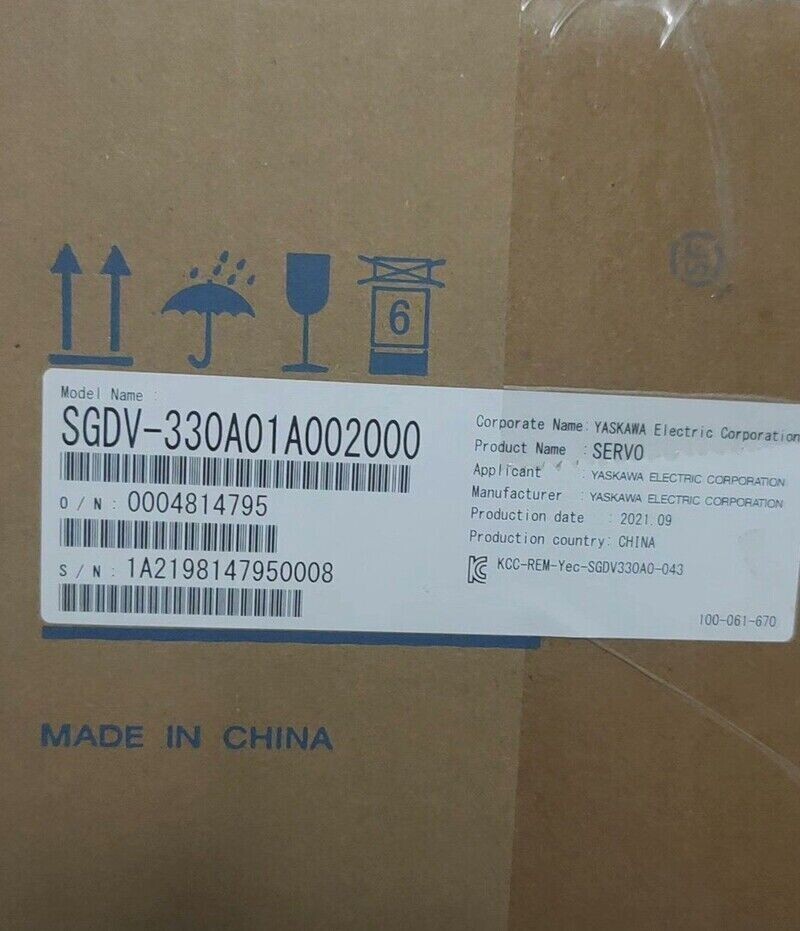 6
Model Name :
SGDV-330A01A002000
O / N : 0004814795
S / N : 1A2198147950008
Corporate Name: YASKAWA Electric Corporation
Product Name : SERVO
Applicant : YASKAWA ELECTRIC CORPORATION
Manufacturer : YASKAWA ELECTRIC CORPORATION
Production date : 2021.09
Production country: CHINA
KCC-REM-Yec-SGDV330A0-043
100-061-670
MADE IN CHINA